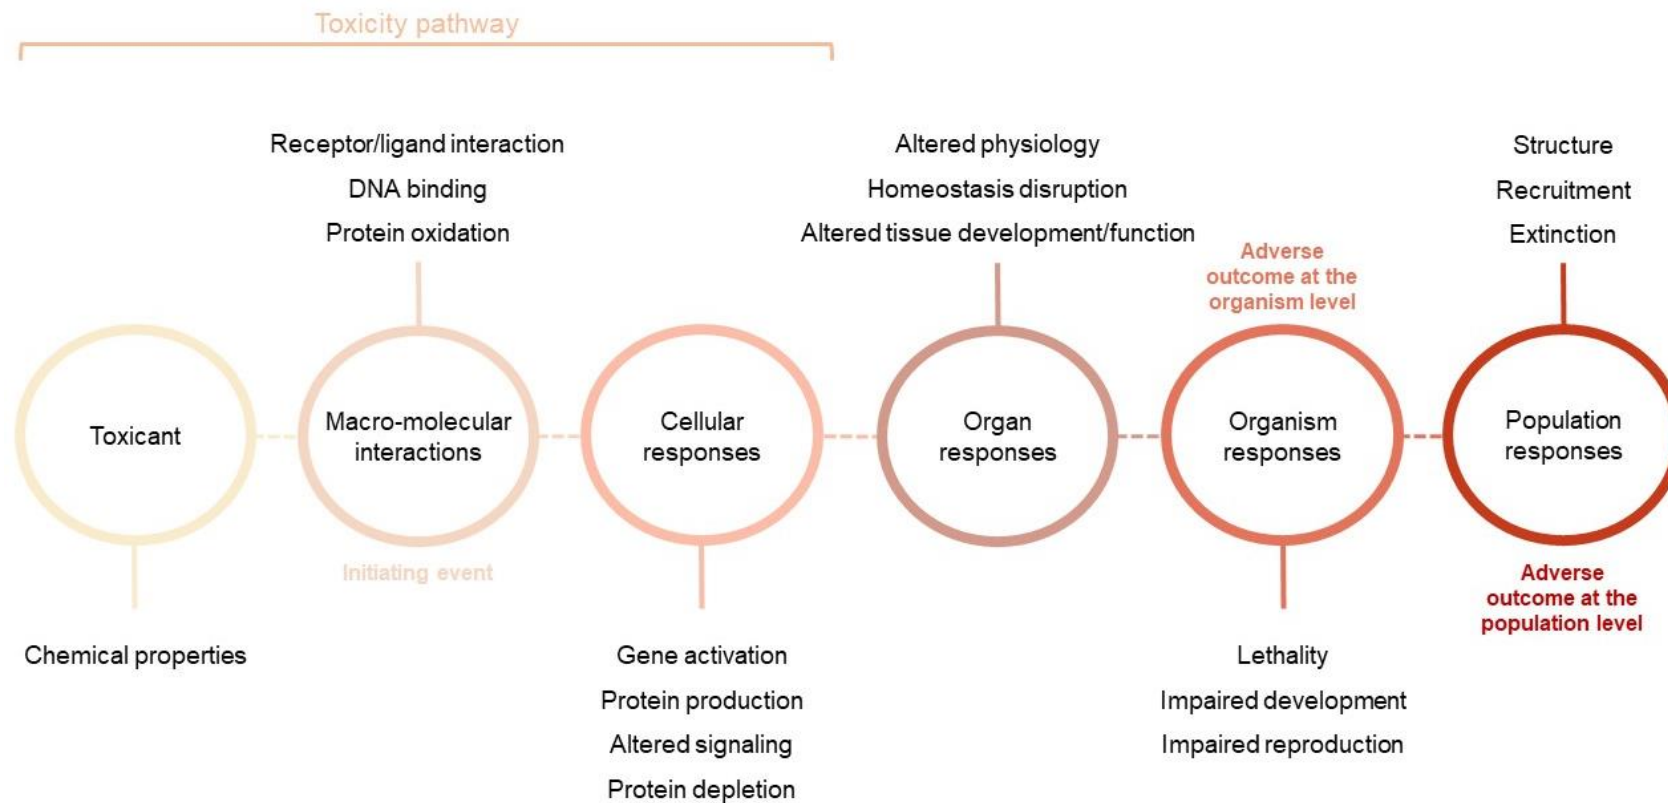 Toxicity pathway
Receptor/ligand interaction
DNA binding
Protein oxidation
Altered physiology
Homeostasis disruption
Altered tissue development/function
Structure
Recruitment
Extinction
Adverse
outcome at the
organism level
Toxicant
Macro-molecular
interactions
Cellular
responses
Organ
responses
Organism
responses
Population
responses
Initiating event
Adverse
outcome at the
population level
Chemical properties
Gene activation
Protein production
Altered signaling
Protein depletion
Lethality
Impaired development
Impaired reproduction